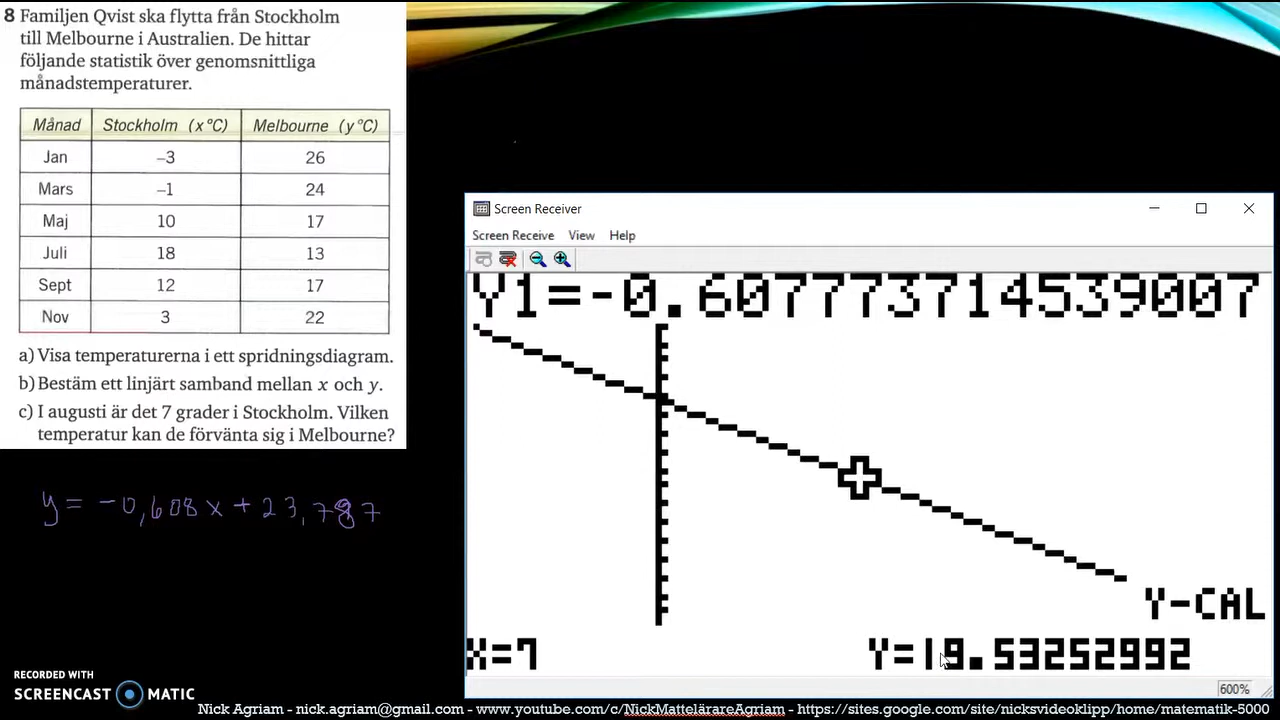 8 Familjen Qvist ska flytta från Stockholm
till Melbourne i Australien. De hittar
följande statistik över genomsnittliga
månadstemperaturer.
Månad Stockholm (x °C) Melbourne (y °C)
Jan –3 26
Mars –1 24
Maj 10 17
Juli 18 13
Sept 12 17
Nov 3 22
a) Visa temperaturerna i ett spridningsdiagram.
b) Bestäm ett linjärt samband mellan x och y.
c) I augusti är det 7 grader i Stockholm. Vilken
temperatur kan de förvänta sig i Melbourne?
y = -0,608x + 23,787
Screen Receiver
Screen Receive View Help
Y1=-0.607773714539007
Y-CAL
X=7 Y=19.53252992
600%
RECORDED WITH
SCREENCAST MATIC
Nick Agriam - nick.agriam@gmail.com - www.youtube.com/c/NickMattelärareAgriam - https://sites.google.com/site/nicksvideoklipp/home/matematik-5000